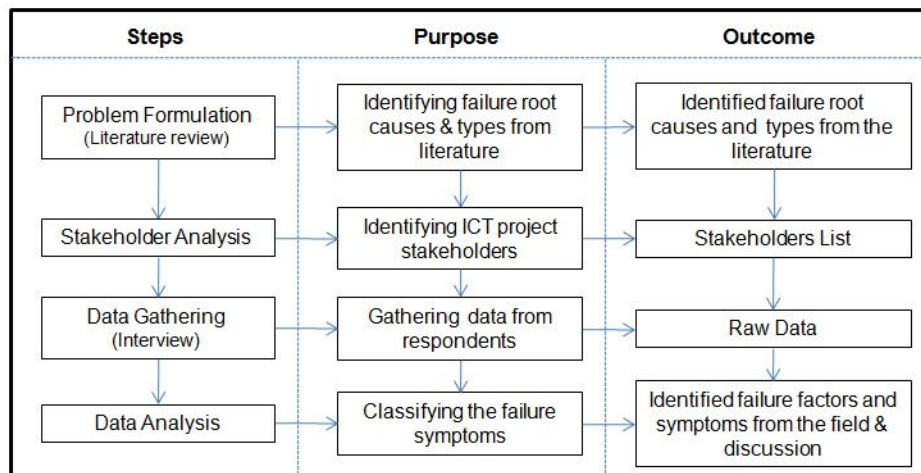 Steps
Purpose
Outcome
Problem Formulation
(Literature review)
Identifying failure root
causes & types from
literature
Identified failure root
causes and types from the
literature
Stakeholder Analysis
Identifying ICT project
stakeholders
Stakeholders List
Data Gathering
(Interview)
Gathering data from
respondents
Raw Data
Data Analysis
Classifying the failure
symptoms
Identified failure factors and
symptoms from the field &
discussion